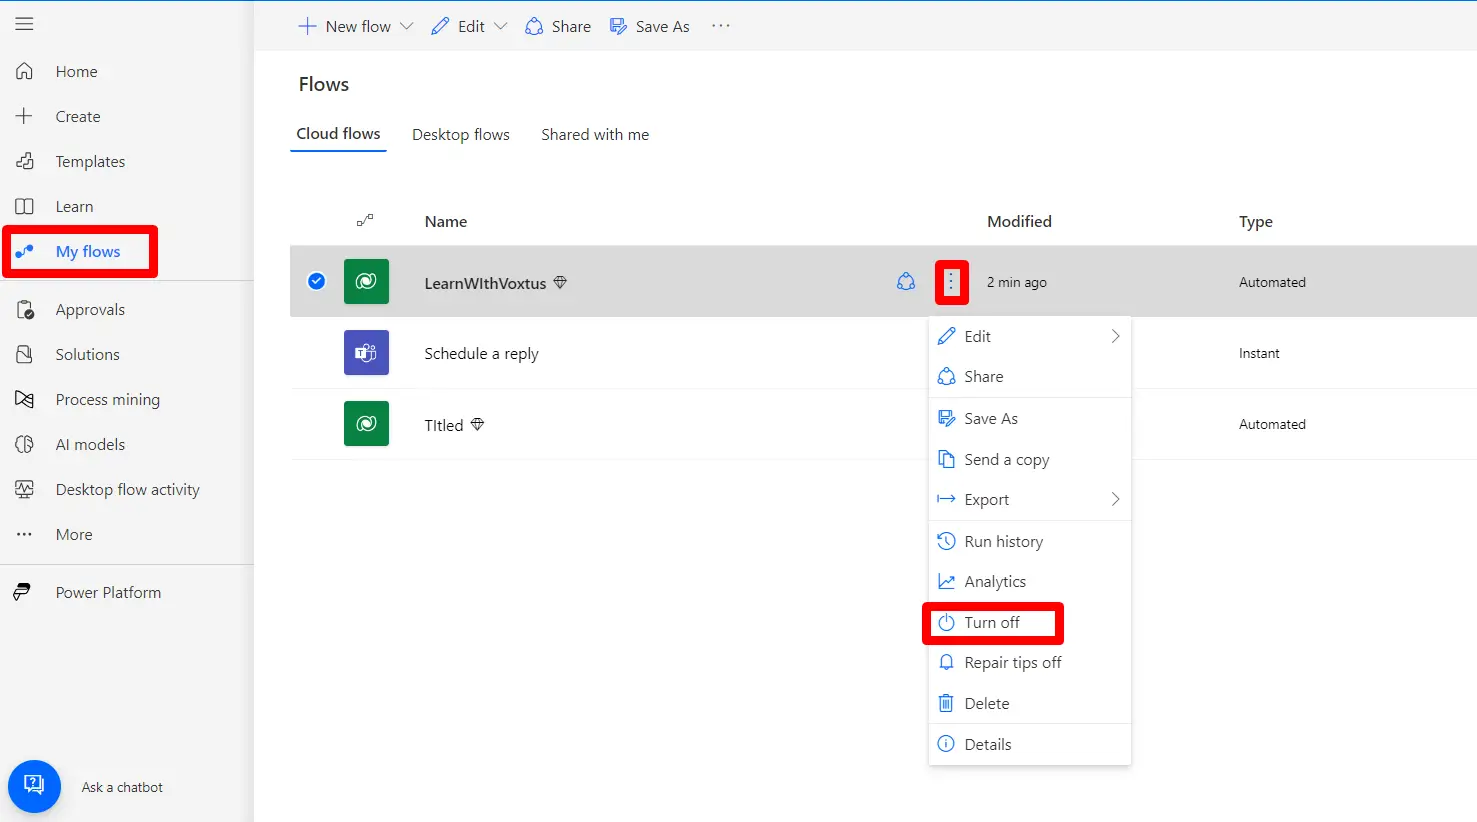 New flow
Edit
Share
Save As
Home
Create
Templates
Learn
My flows
Approvals
Solutions
Process mining
AI models
Desktop flow activity
More
Power Platform
Ask a chatbot
Flows
Cloud flows Desktop flows Shared with me
Name Modified Type
LearnWIthVoxtus 2 min ago Automated
Schedule a reply Instant
TItled Automated
Edit
Share
Save As
Send a copy
Export
Run history
Analytics
Turn off
Repair tips off
Delete
Details